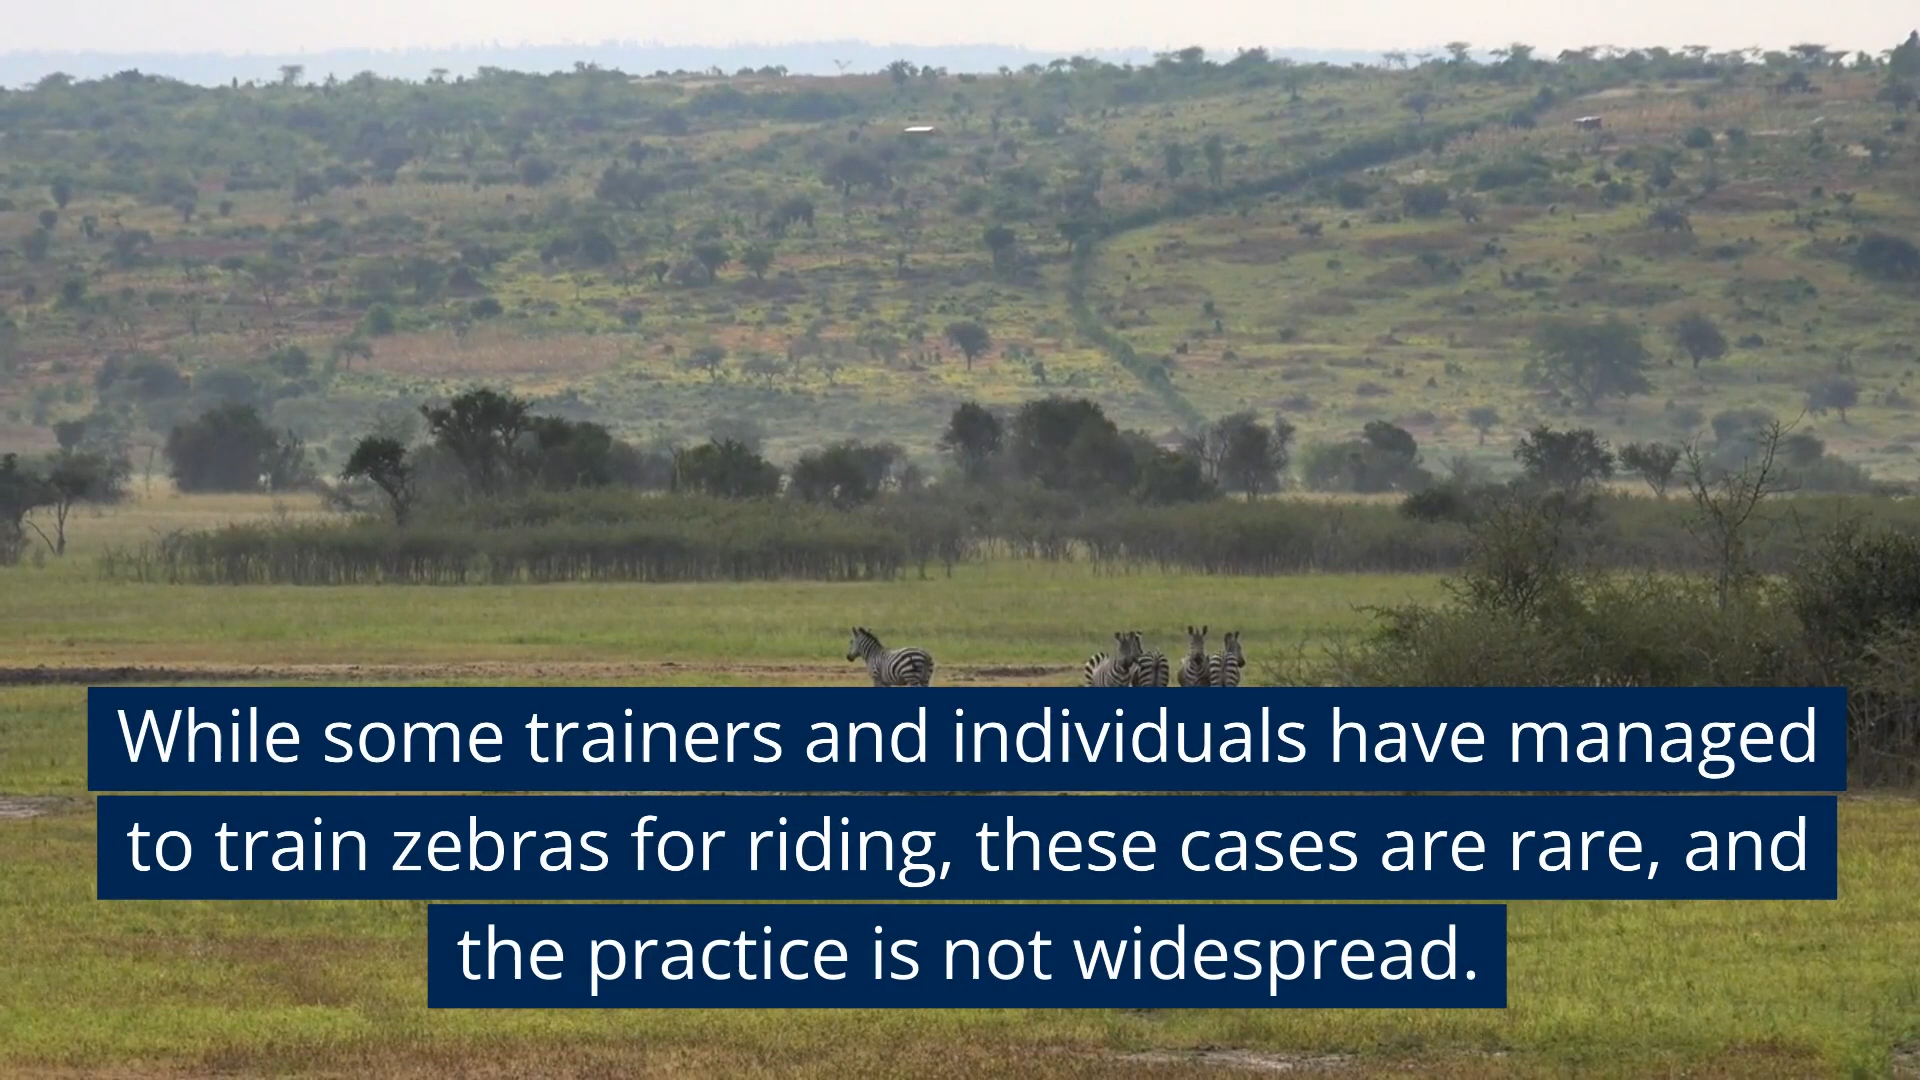 While some trainers and individuals have managed
to train zebras for riding, these cases are rare, and
the practice is not widespread.